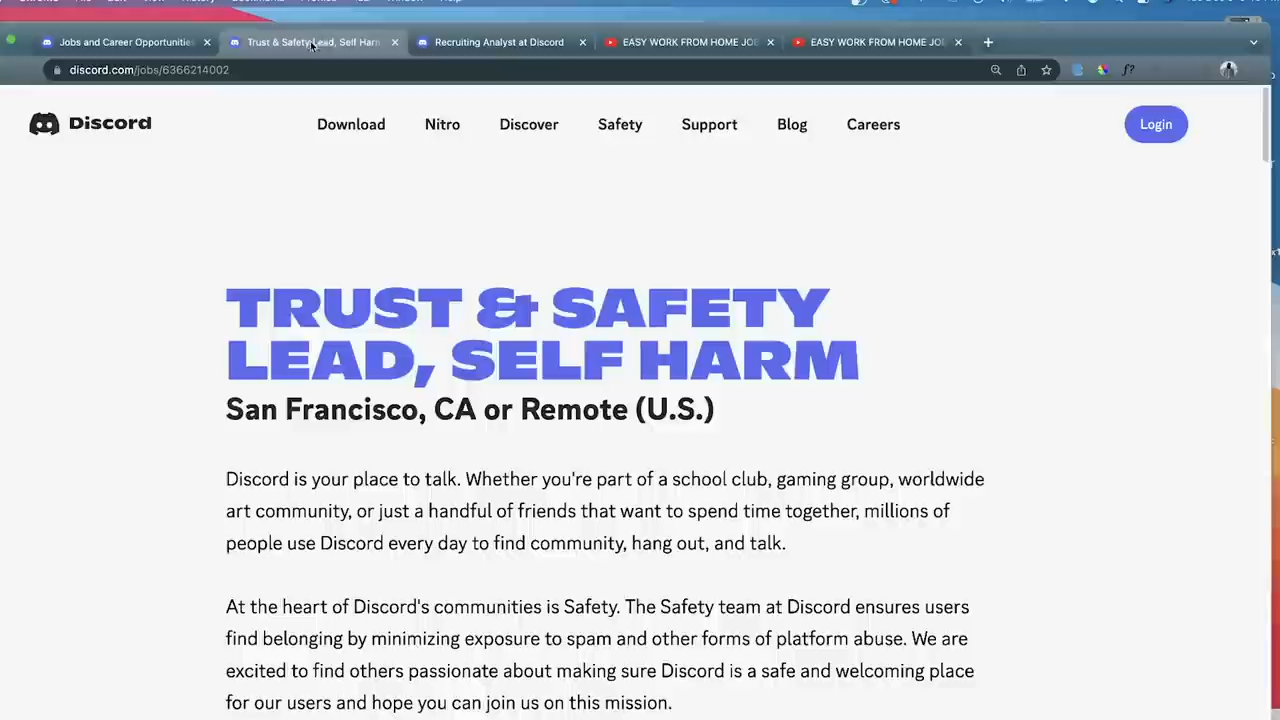 Jobs and Career Opportunities
Trust & Safety Lead, Self Harm
Recruiting Analyst at Discord
EASY WORK FROM HOME JOB
EASY WORK FROM HOME JOB
discord.com/jobs/6366214002
f?
Discord
Download
Nitro
Discover
Safety
Support
Blog
Careers
Login
TRUST & SAFETY
LEAD, SELF HARM
San Francisco, CA or Remote (U.S.)
Discord is your place to talk. Whether you're part of a school club, gaming group, worldwide
art community, or just a handful of friends that want to spend time together, millions of
people use Discord every day to find community, hang out, and talk.
At the heart of Discord's communities is Safety. The Safety team at Discord ensures users
find belonging by minimizing exposure to spam and other forms of platform abuse. We are
excited to find others passionate about making sure Discord is a safe and welcoming place
for our users and hope you can join us on this mission.